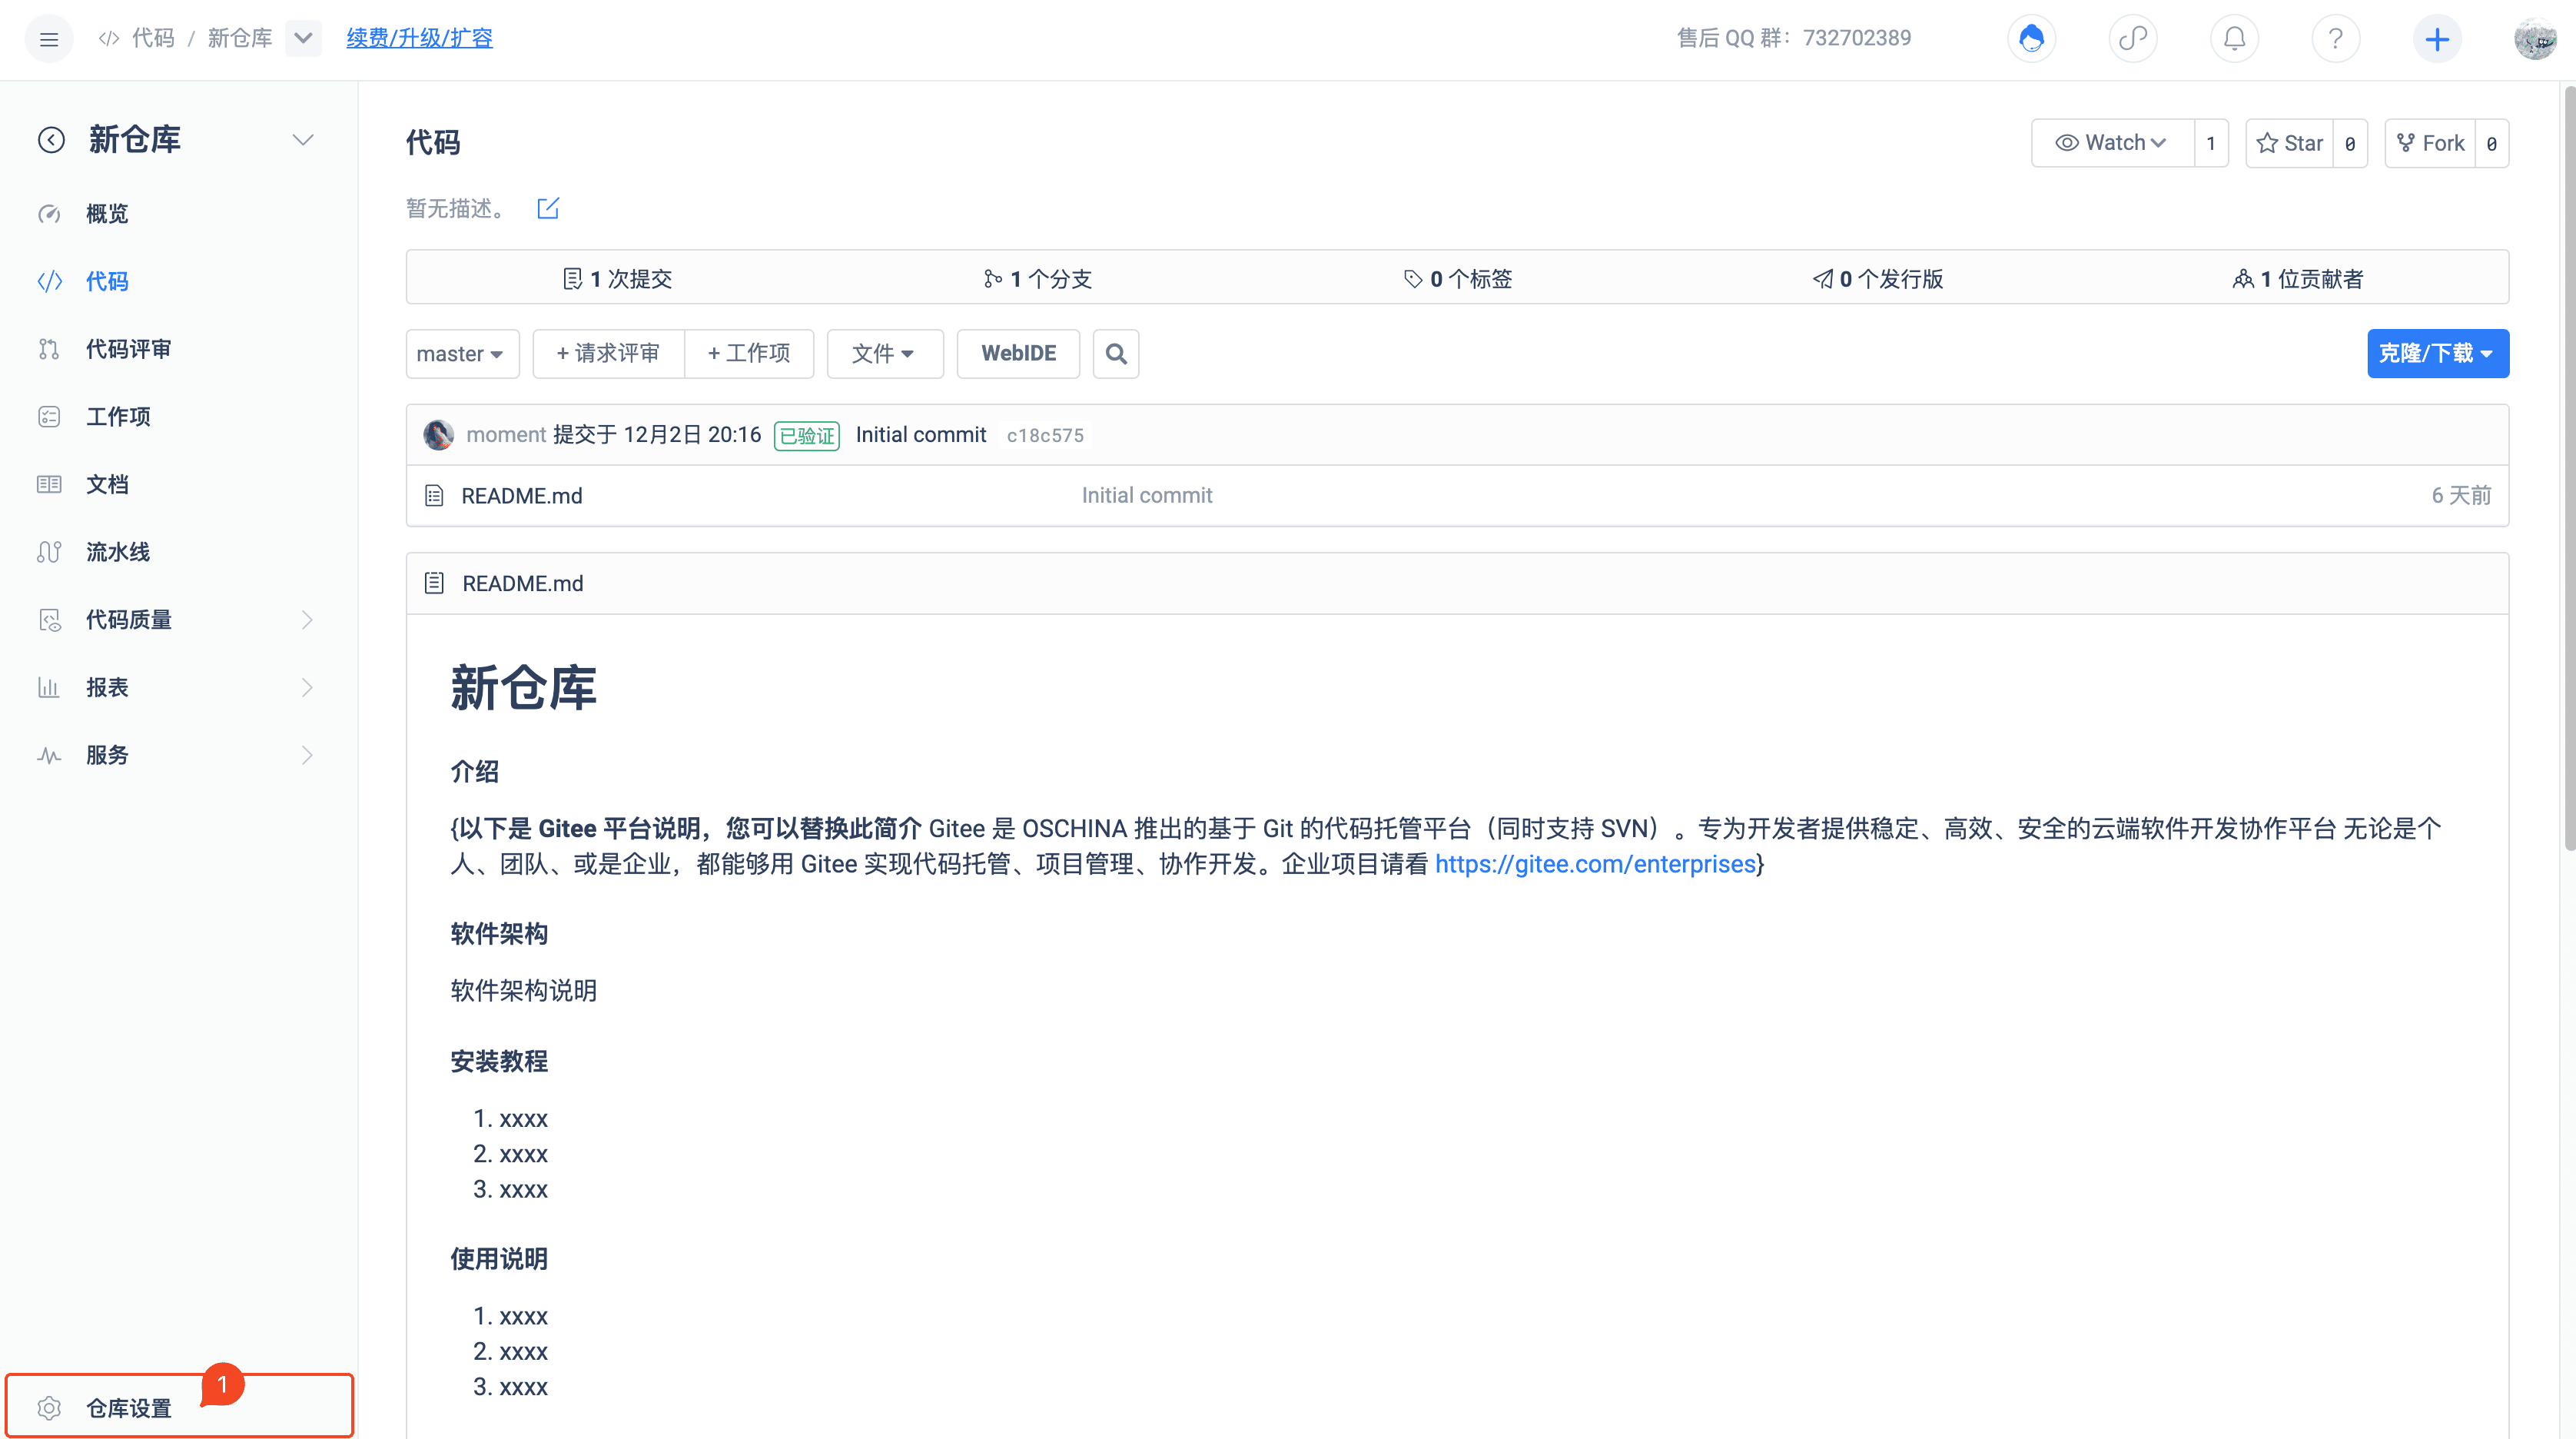 代码 / 新仓库 续费/升级/扩容 售后 QQ 群：732702389 ?
新仓库
概览
代码
代码评审
工作项
文档
流水线
代码质量
报表
服务
1
仓库设置
代码 Watch 1 Star 0 Fork 0
暂无描述。
1 次提交 1 个分支 0 个标签 0 个发行版 1 位贡献者
master + 请求评审 + 工作项 文件 WebIDE 克隆/下载
moment 提交于 12月2日 20:16 已验证 Initial commit c18c575
README.md Initial commit 6 天前
README.md
新仓库
介绍
{以下是 Gitee 平台说明，您可以替换此简介 Gitee 是 OSCHINA 推出的基于 Git 的代码托管平台（同时支持 SVN）。专为开发者提供稳定、高效、安全的云端软件开发协作平台 无论是个
人、团队、或是企业，都能够用 Gitee 实现代码托管、项目管理、协作开发。企业项目请看 https://gitee.com/enterprises}
软件架构
软件架构说明
安装教程
1. xxxx
2. xxxx
3. xxxx
使用说明
1. xxxx
2. xxxx
3. xxxx